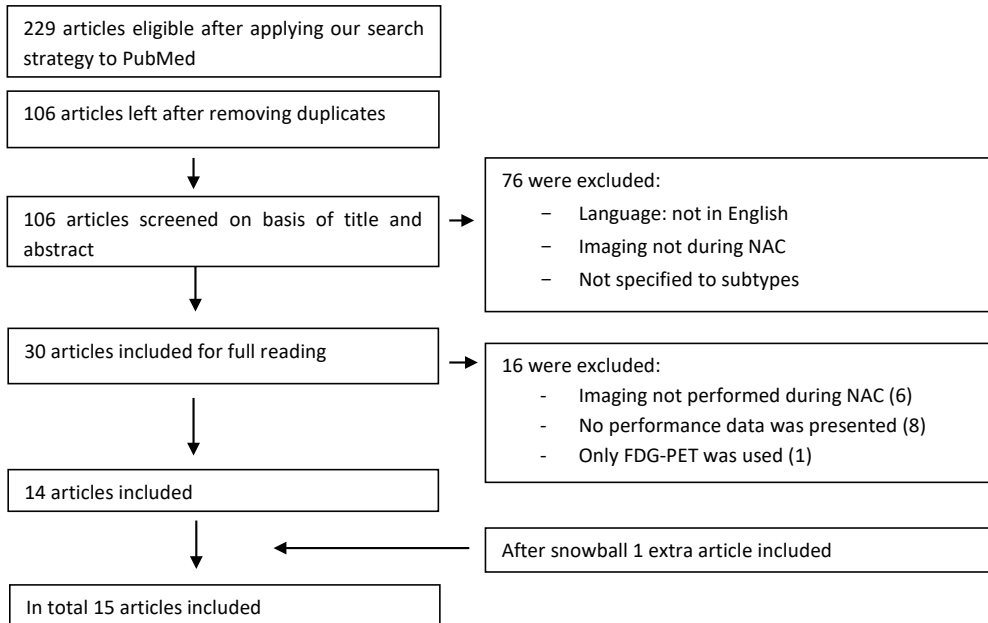 229 articles eligible after applying our search
strategy to PubMed
106 articles left after removing duplicates
106 articles screened on basis of title and
abstract
76 were excluded:
− Language: not in English
− Imaging not during NAC
− Not specified to subtypes
30 articles included for full reading
16 were excluded:
- Imaging not performed during NAC (6)
- No performance data was presented (8)
- Only FDG-PET was used (1)
14 articles included
After snowball 1 extra article included
In total 15 articles included